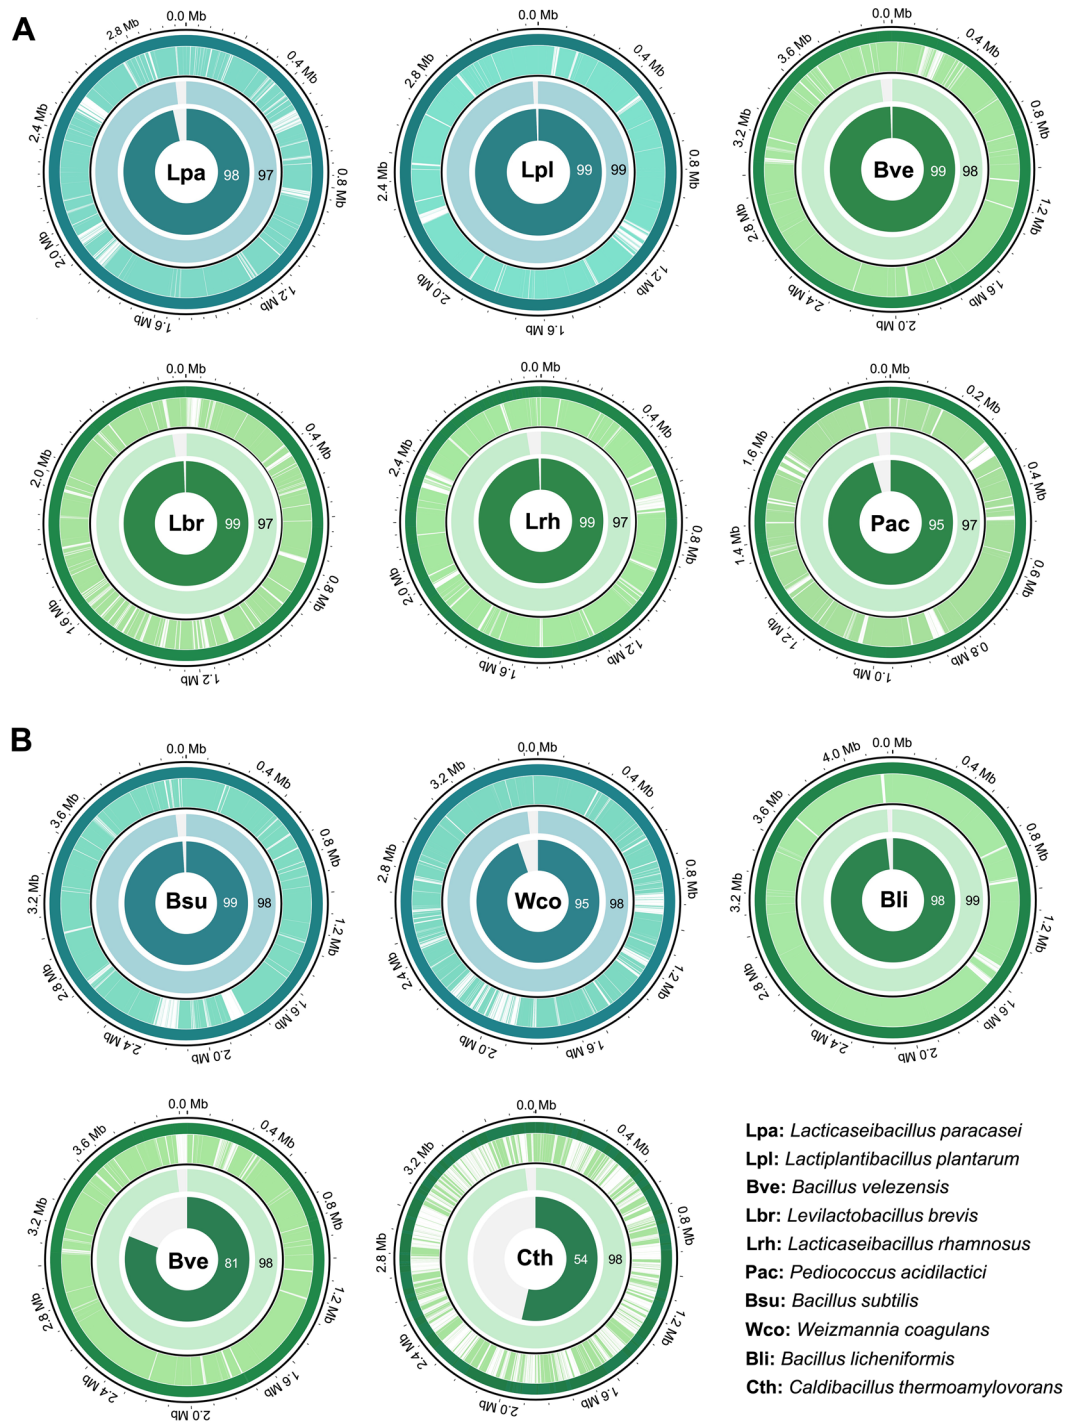 A
0.0 Mb
0.4 Mb
0.8 Mb
1.2 Mb
1.6 Mb
2.0 Mb
2.4 Mb
2.8 Mb
Lpa 98 97
0.0 Mb
0.4 Mb
0.8 Mb
1.2 Mb
1.6 Mb
2.0 Mb
2.4 Mb
2.8 Mb
Lpl 99 99
0.0 Mb
0.4 Mb
0.8 Mb
1.2 Mb
1.6 Mb
2.0 Mb
2.4 Mb
2.8 Mb
3.2 Mb
3.6 Mb
Bve 99 98
0.0 Mb
0.4 Mb
0.8 Mb
1.2 Mb
1.6 Mb
2.0 Mb
Lbr 99 97
0.0 Mb
0.4 Mb
0.8 Mb
1.2 Mb
1.6 Mb
2.0 Mb
2.4 Mb
Lrh 99 97
0.0 Mb
0.2 Mb
0.4 Mb
0.6 Mb
0.8 Mb
1.0 Mb
1.2 Mb
1.4 Mb
1.6 Mb
Pac 95 97
B
0.0 Mb
0.4 Mb
0.8 Mb
1.2 Mb
1.6 Mb
2.0 Mb
2.4 Mb
2.8 Mb
3.2 Mb
3.6 Mb
Bsu 99 98
0.0 Mb
0.4 Mb
0.8 Mb
1.2 Mb
1.6 Mb
2.0 Mb
2.4 Mb
2.8 Mb
3.2 Mb
Wco 95 98
0.0 Mb
0.4 Mb
0.8 Mb
1.2 Mb
1.6 Mb
2.0 Mb
2.4 Mb
2.8 Mb
3.2 Mb
3.6 Mb
4.0 Mb
Bli 98 99
0.0 Mb
0.4 Mb
0.8 Mb
1.2 Mb
1.6 Mb
2.0 Mb
2.4 Mb
2.8 Mb
3.2 Mb
3.6 Mb
Bve 81 98
0.0 Mb
0.4 Mb
0.8 Mb
1.2 Mb
1.6 Mb
2.0 Mb
2.4 Mb
2.8 Mb
3.2 Mb
Cth 54 98
Lpa: Lacticaseibacillus paracasei
Lpl: Lactiplantibacillus plantarum
Bve: Bacillus velezensis
Lbr: Levilactobacillus brevis
Lrh: Lacticaseibacillus rhamnosus
Pac: Pediococcus acidilactici
Bsu: Bacillus subtilis
Wco: Weizmannia coagulans
Bli: Bacillus licheniformis
Cth: Caldibacillus thermoamylovorans